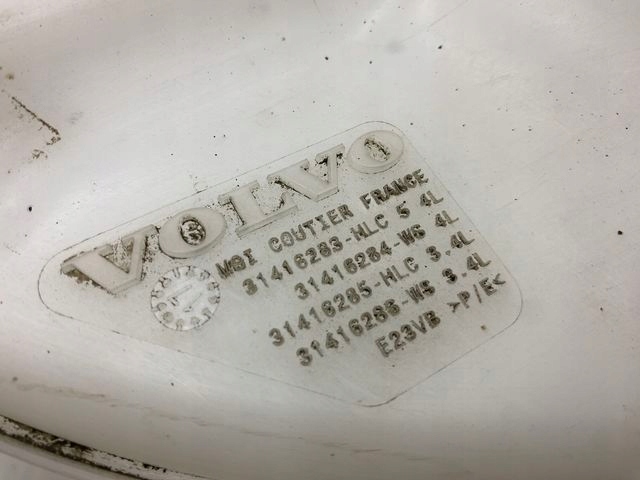 VOLVO
MGI COUTIER FRANCE
31416283-HLC 5.4L
31416284-WS 4L
31416285-HLC 3.4L
31416286-WS 3.4L
E23VB >P/E<